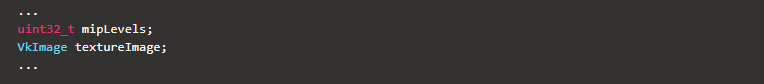 ...
uint32_t mipLevels;
VkImage textureImage;
...